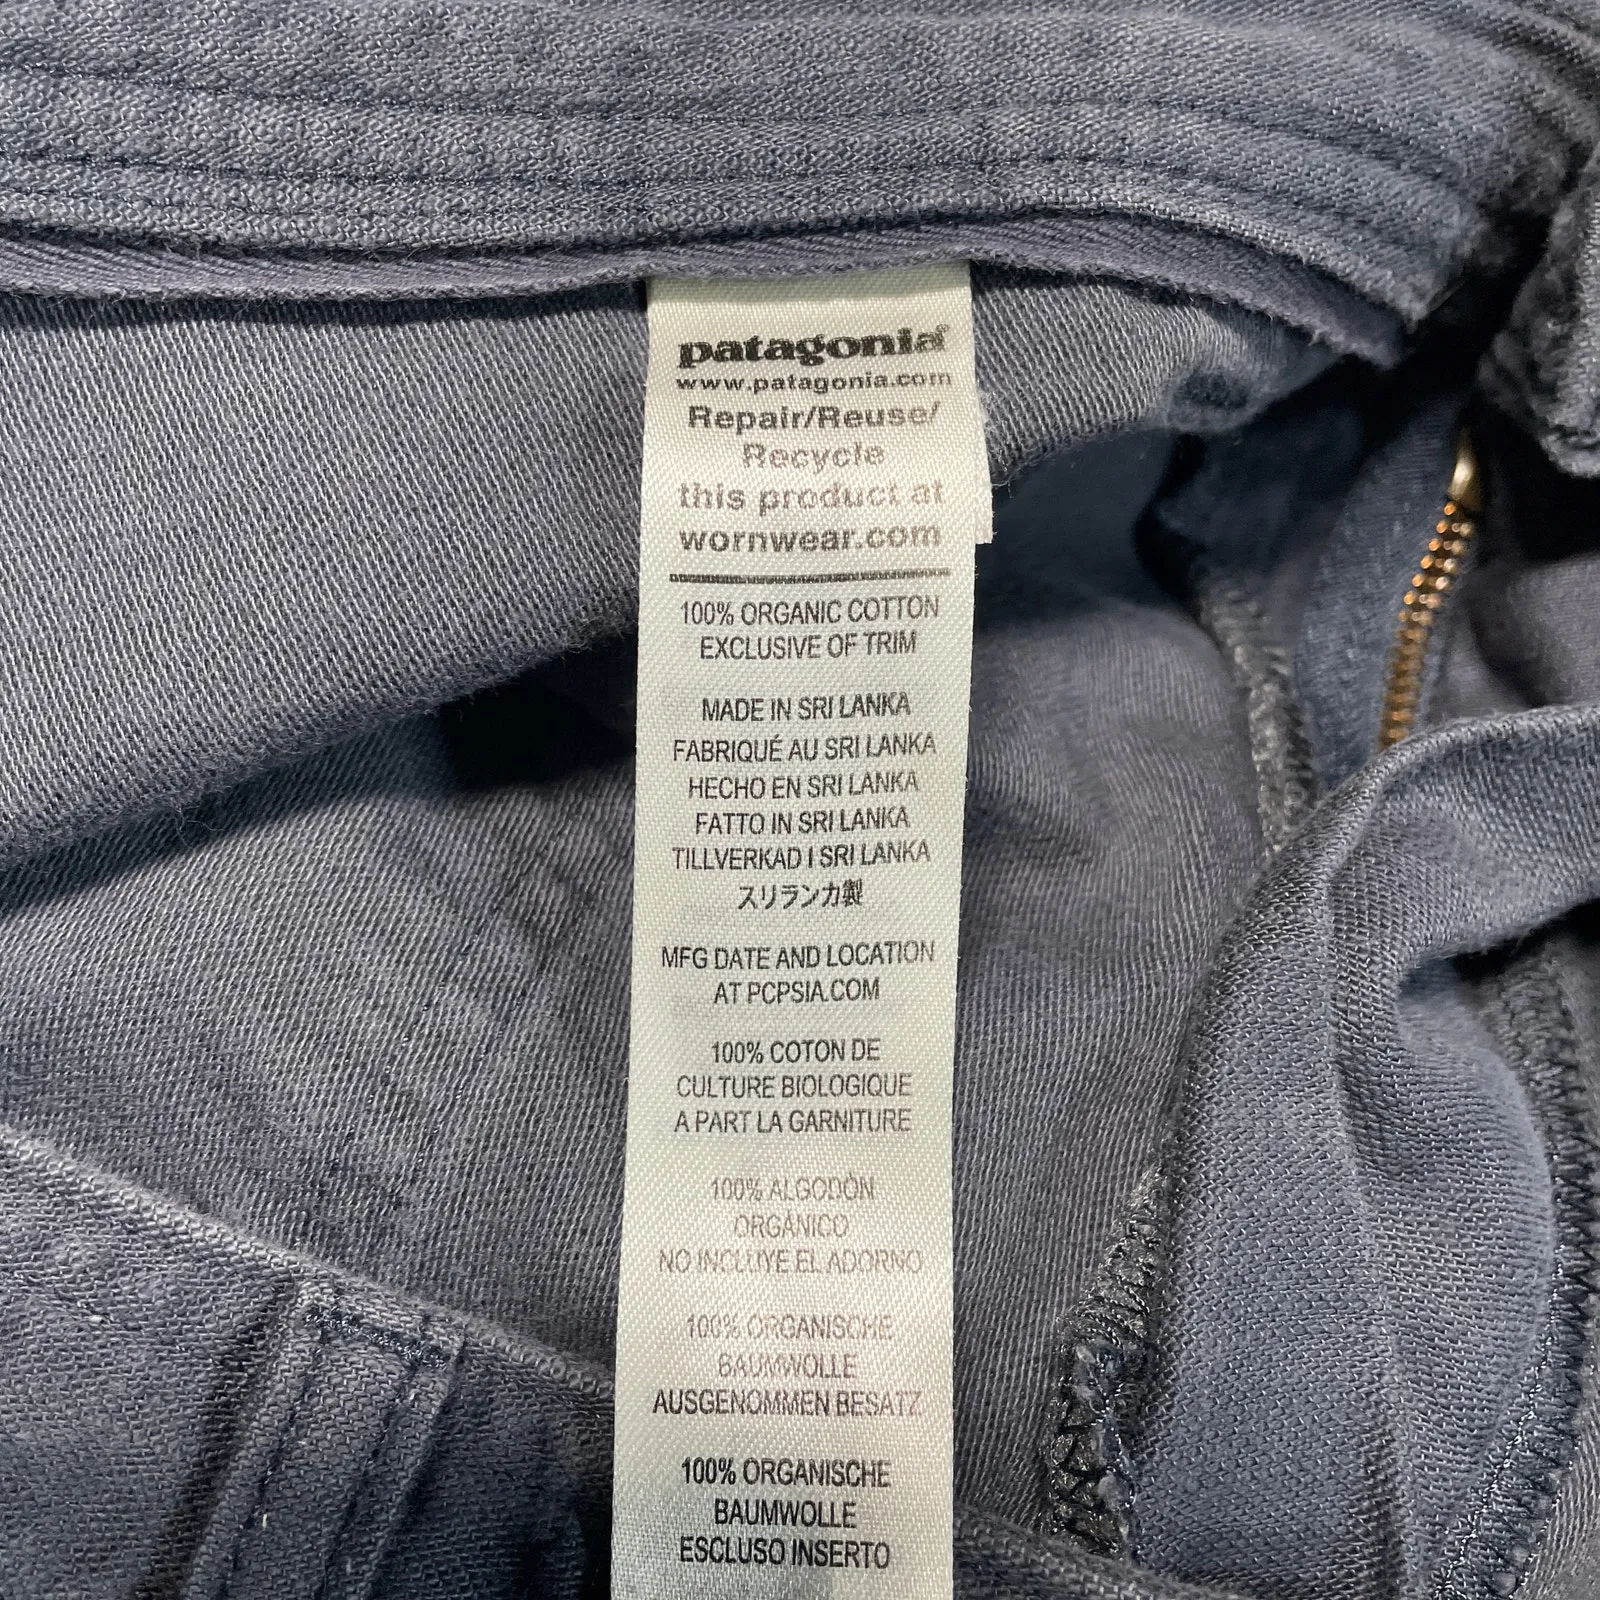 patagonia®
www.patagonia.com
Repair/Reuse/
Recycle
this product at
wornwear.com
100% ORGANIC COTTON
EXCLUSIVE OF TRIM
MADE IN SRI LANKA
FABRIQUÉ AU SRI LANKA
HECHO EN SRI LANKA
FATTO IN SRI LANKA
TILLVERKAD I SRI LANKA
スリランカ製
MFG DATE AND LOCATION
AT PCPSIA.COM
100% COTON DE
CULTURE BIOLOGIQUE
A PART LA GARNITURE
100% ALGODÓN
ORGÁNICO
NO INCLUYE EL ADORNO
100% ORGANISCHE
BAUMWOLLE
AUSGENOMMEN BESATZ
100% ORGANISCHE
BAUMWOLLE
ESCLUSO INSERTO